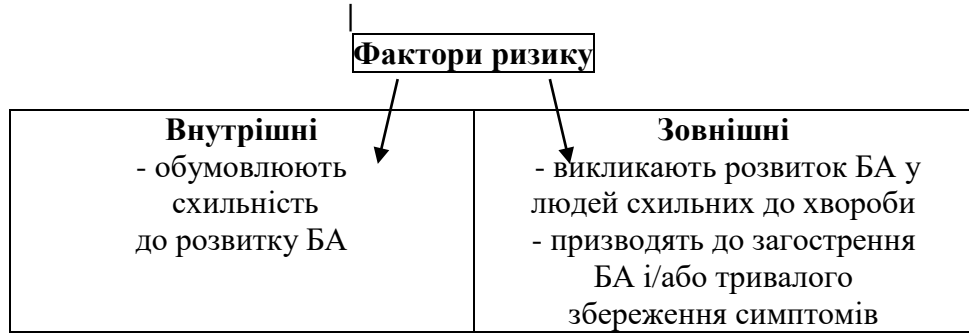 Фактори ризику
Внутрішні
- обумовлюють
схильність
до розвитку БА
Зовнішні
- викликають розвиток БА у
людей схильних до хвороби
- призводять до загострення
БА і/або тривалого
збереження симптомів